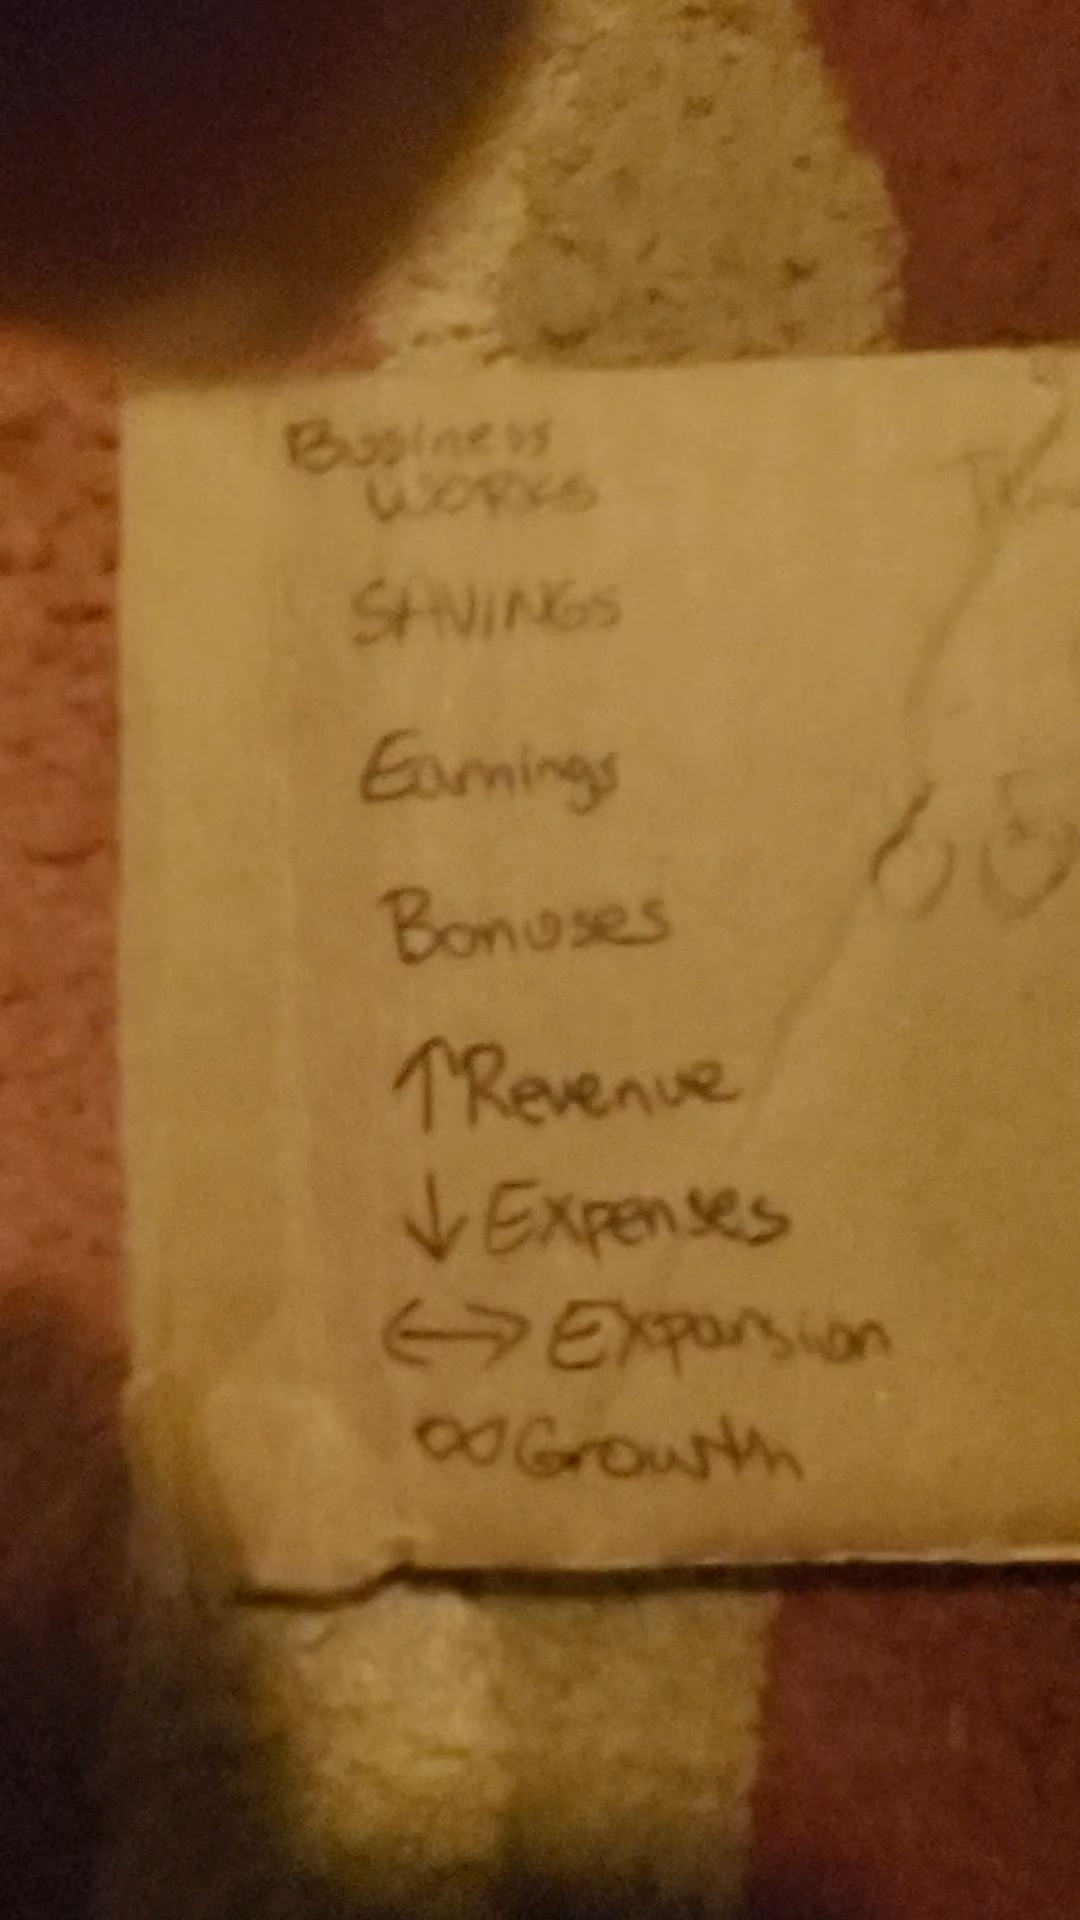 Business
WORKS
SAVINGS
Earnings
Bonuses
↑Revenue
↓Expenses
↔Expansion
∞Growth